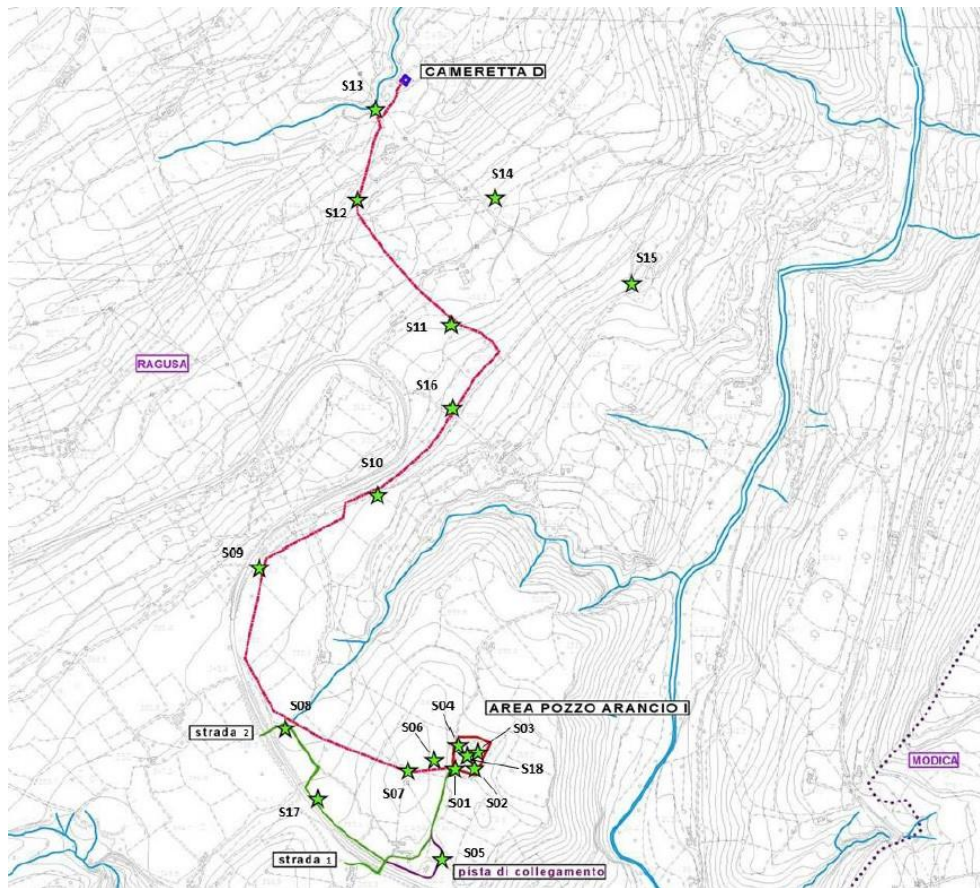 CAMERETTA D
S13
S14
S12
S15
S11
RAGUSA
S16
S10
S09
S04
AREA POZZO ARANCIO I
S08
S03
strada 2
S06
S18
MODICA
S07
S01
S02
S17
S05
strada 1
pista di collegamento